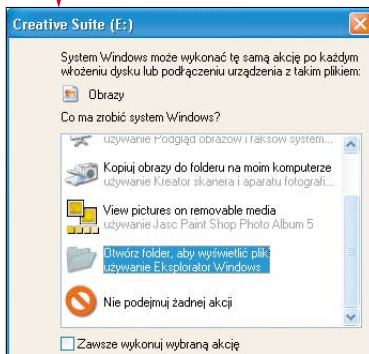 Creative Suite (E:)
System Windows może wykonać tę samą akcję po każdym
włożeniu dysku lub podłączeniu urządzenia z takim plikiem:
Obrazy
Co ma zrobić system Windows?
używanie Podgląd obrazów i faksów system...
Kopiuj obrazy do folderu na moim komputerze
używanie Kreator skanera i aparatu fotografi...
View pictures on removable media
używanie Jasc Paint Shop Photo Album 5
Otwórz folder, aby wyświetlić plik
używanie Eksplorator Windows
Nie podejmuj żadnej akcji
Zawsze wykonuj wybraną akcję